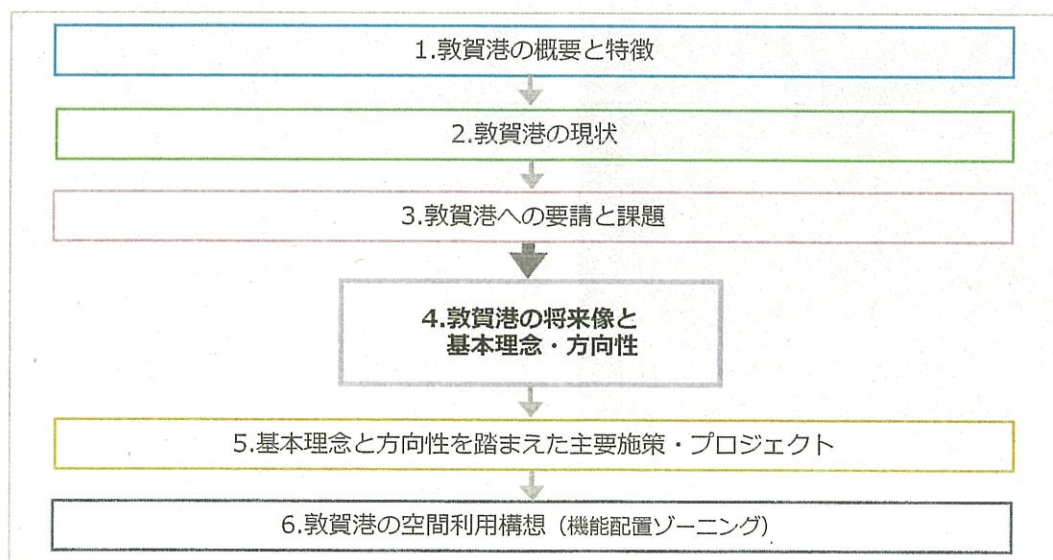 1.敦賀港の概要と特徴
2.敦賀港の現状
3.敦賀港への要請と課題
4.敦賀港の将来像と
基本理念・方向性
5.基本理念と方向性を踏まえた主要施策・プロジェクト
6.敦賀港の空間利用構想（機能配置ゾーニング）